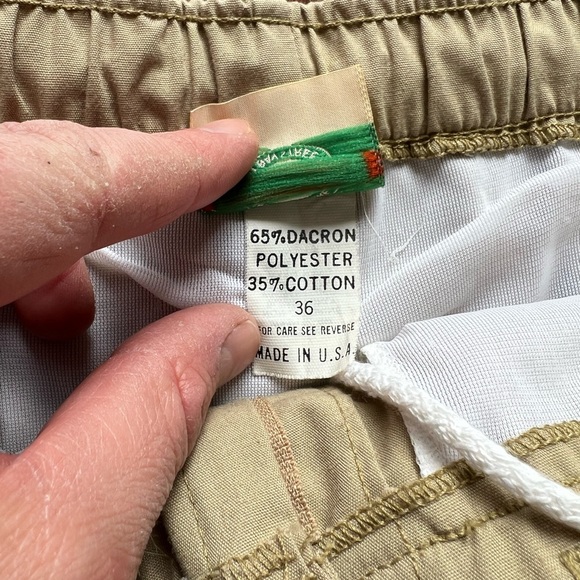 65% DACRON
POLYESTER
35% COTTON
36
FOR CARE SEE REVERSE
MADE IN U.S.A.